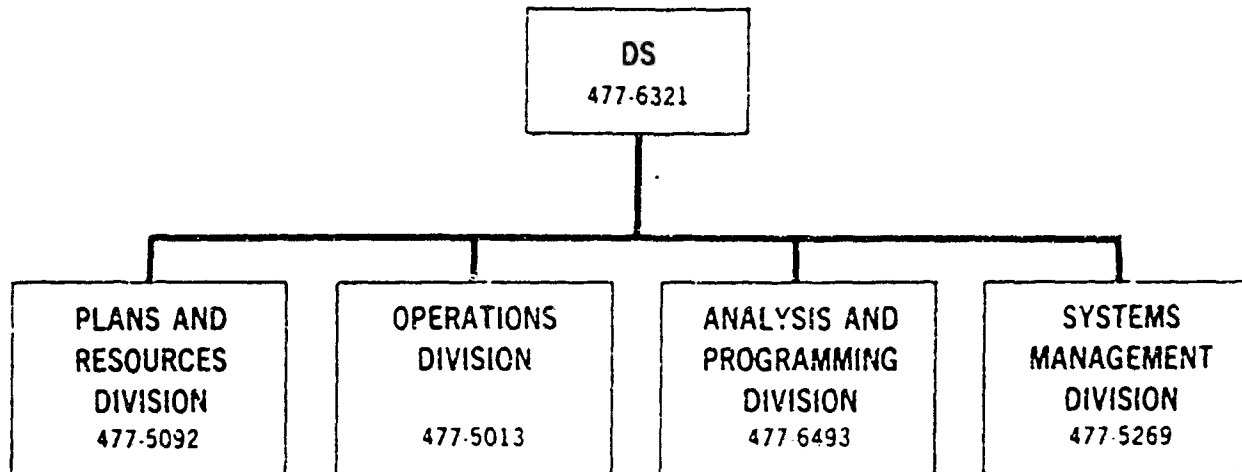 DS
477-6321
PLANS AND
RESOURCES
DIVISION
477-5092
OPERATIONS
DIVISION
477-5013
ANALYSIS AND
PROGRAMMING
DIVISION
477-6493
SYSTEMS
MANAGEMENT
DIVISION
477-5269